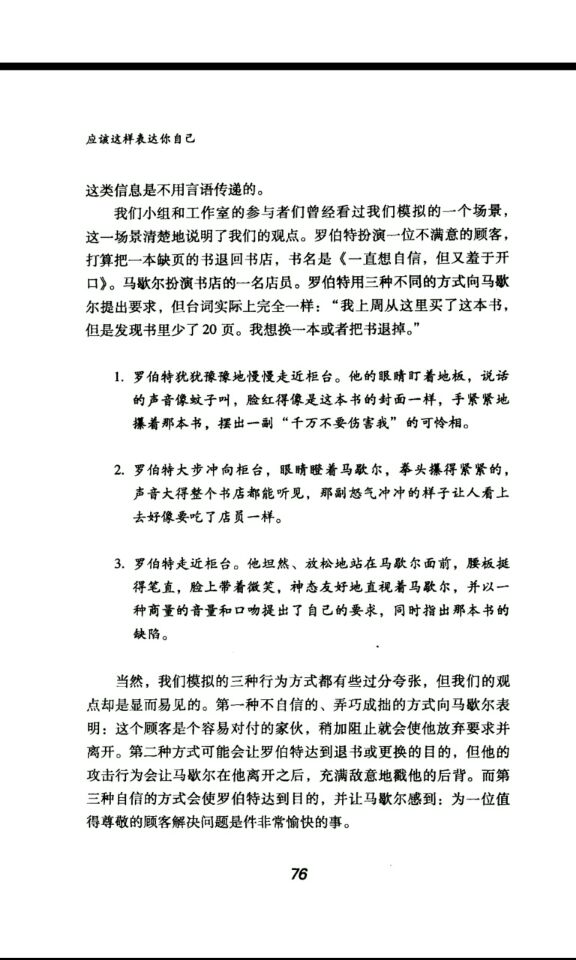 应该这样表达你自己
这类信息是不用言语传递的。
我们小组和工作室的参与者们曾经看过我们模拟的一个场景，
这一场景清楚地说明了我们的观点。罗伯特扮演一位不满意的顾客，
打算把一本缺页的书退回书店，书名是《一直想自信，但又羞于开
口》。马歇尔扮演书店的一名店员。罗伯特用三种不同的方式向马歇
尔提出要求，但台词实际上完全一样：“我上周从这里买了这本书，
但是发现书里少了 20 页。我想换一本或者把书退掉。”
1. 罗伯特犹犹豫豫地慢慢走近柜台。他的眼睛盯着地板，说话
的声音像蚊子叫，脸红得像是这本书的封面一样，手紧紧地
攥着那本书，摆出一副“千万不要伤害我”的可怜相。
2. 罗伯特大步冲向柜台，眼睛瞪着马歇尔，拳头攥得紧紧的，
声音大得整个书店都能听见，那副怒气冲冲的样子让人看上
去好像要吃了店员一样。
3. 罗伯特走近柜台。他坦然、放松地站在马歇尔面前，腰板挺
得笔直，脸上带着微笑，神态友好地直视着马歇尔，并以一
种商量的音量和口吻提出了自己的要求，同时指出那本书的
缺陷。
当然，我们模拟的三种行为方式都有些过分夸张，但我们的观
点却是显而易见的。第一种不自信的、弄巧成拙的方式向马歇尔表
明：这个顾客是个容易对付的家伙，稍加阻止就会使他放弃要求并
离开。第二种方式可能会让罗伯特达到退书或更换的目的，但他的
攻击行为会让马歇尔在他离开之后，充满敌意地戳他的后背。而第
三种自信的方式会使罗伯特达到目的，并让马歇尔感到：为一位值
得尊敬的顾客解决问题是件非常愉快的事。
76